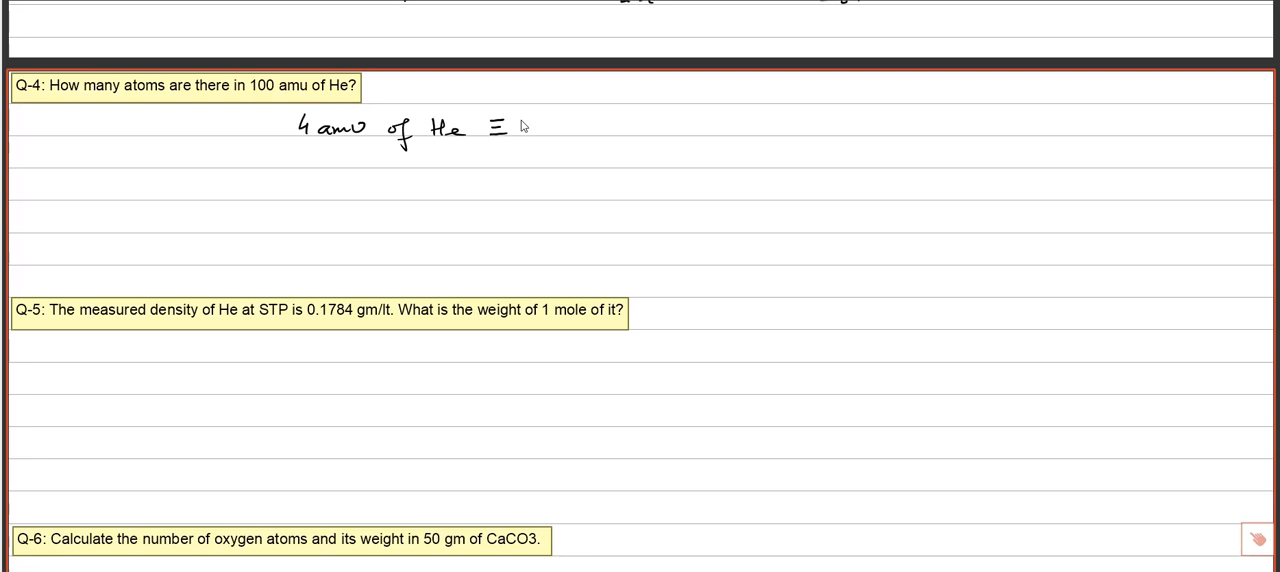 Q-4: How many atoms are there in 100 amu of He?
4 amu of He ≡
Q-5: The measured density of He at STP is 0.1784 gm/lt. What is the weight of 1 mole of it?
Q-6: Calculate the number of oxygen atoms and its weight in 50 gm of CaCO3.